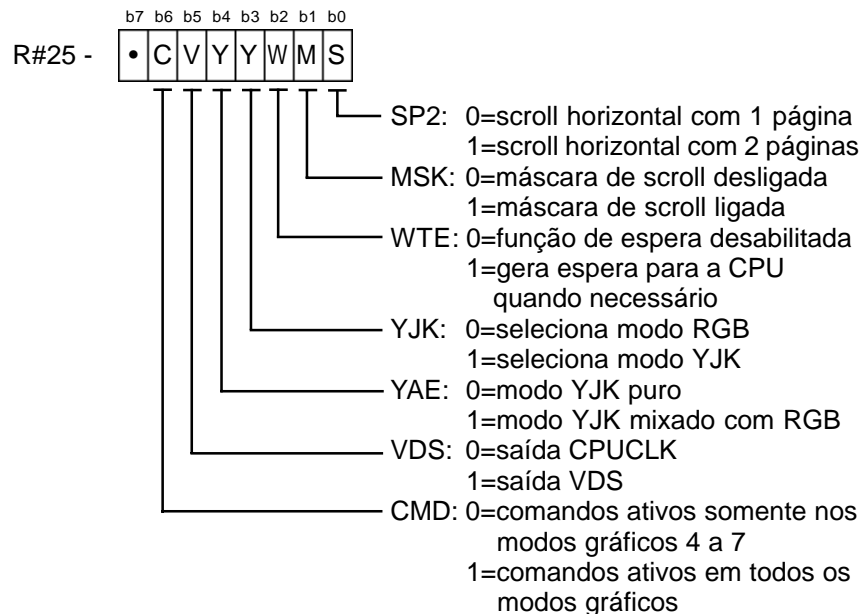 b7 b6 b5 b4 b3 b2 b1 b0
R#25 - • C V Y Y W M S
SP2: 0=scroll horizontal com 1 página
1=scroll horizontal com 2 páginas
MSK: 0=máscara de scroll desligada
1=máscara de scroll ligada
WTE: 0=função de espera desabilitada
1=gera espera para a CPU
quando necessário
YJK: 0=seleciona modo RGB
1=seleciona modo YJK
YAE: 0=modo YJK puro
1=modo YJK mixado com RGB
VDS: 0=saída CPUCLK
1=saída VDS
CMD: 0=comandos ativos somente nos
modos gráficos 4 a 7
1=comandos ativos em todos os
modos gráficos